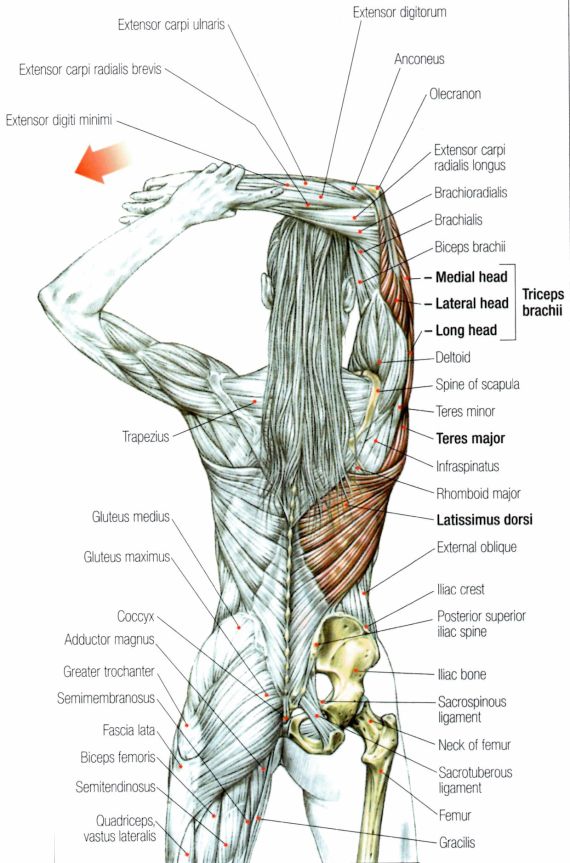 Extensor carpi ulnaris
Extensor digitorum
Extensor carpi radialis brevis
Anconeus
Olecranon
Extensor digiti minimi
Extensor carpi
radialis longus
Brachioradialis
Brachialis
Biceps brachii
– Medial head
– Lateral head
– Long head
Triceps
brachii
Deltoid
Spine of scapula
Teres minor
Trapezius
Teres major
Infraspinatus
Rhomboid major
Latissimus dorsi
Gluteus medius
External oblique
Gluteus maximus
Iliac crest
Coccyx
Posterior superior
iliac spine
Adductor magnus
Greater trochanter
Iliac bone
Semimembranosus
Sacrospinous
ligament
Fascia lata
Neck of femur
Biceps femoris
Sacrotuberous
ligament
Semitendinosus
Femur
Quadriceps,
vastus lateralis
Gracilis